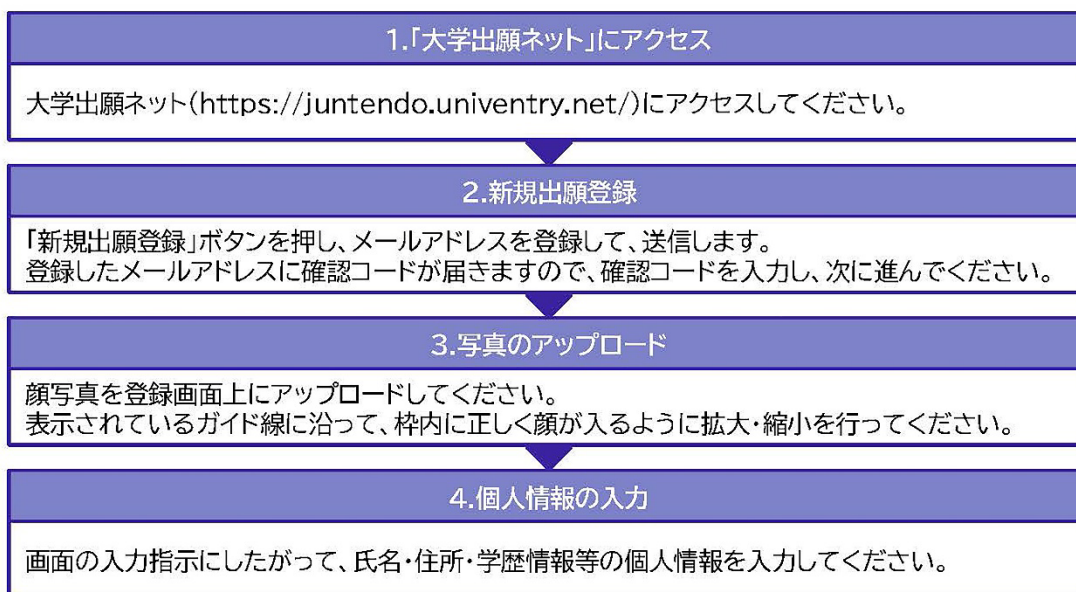 1.「大学出願ネット」にアクセス
大学出願ネット(https://juntendo.univentry.net/)にアクセスしてください。
2.新規出願登録
「新規出願登録」ボタンを押し、メールアドレスを登録して、送信します。
登録したメールアドレスに確認コードが届きますので、確認コードを入力し、次に進んでください。
3.写真のアップロード
顔写真を登録画面上にアップロードしてください。
表示されているガイド線に沿って、枠内に正しく顔が入るように拡大・縮小を行ってください。
4.個人情報の入力
画面の入力指示にしたがって、氏名・住所・学歴情報等の個人情報を入力してください。